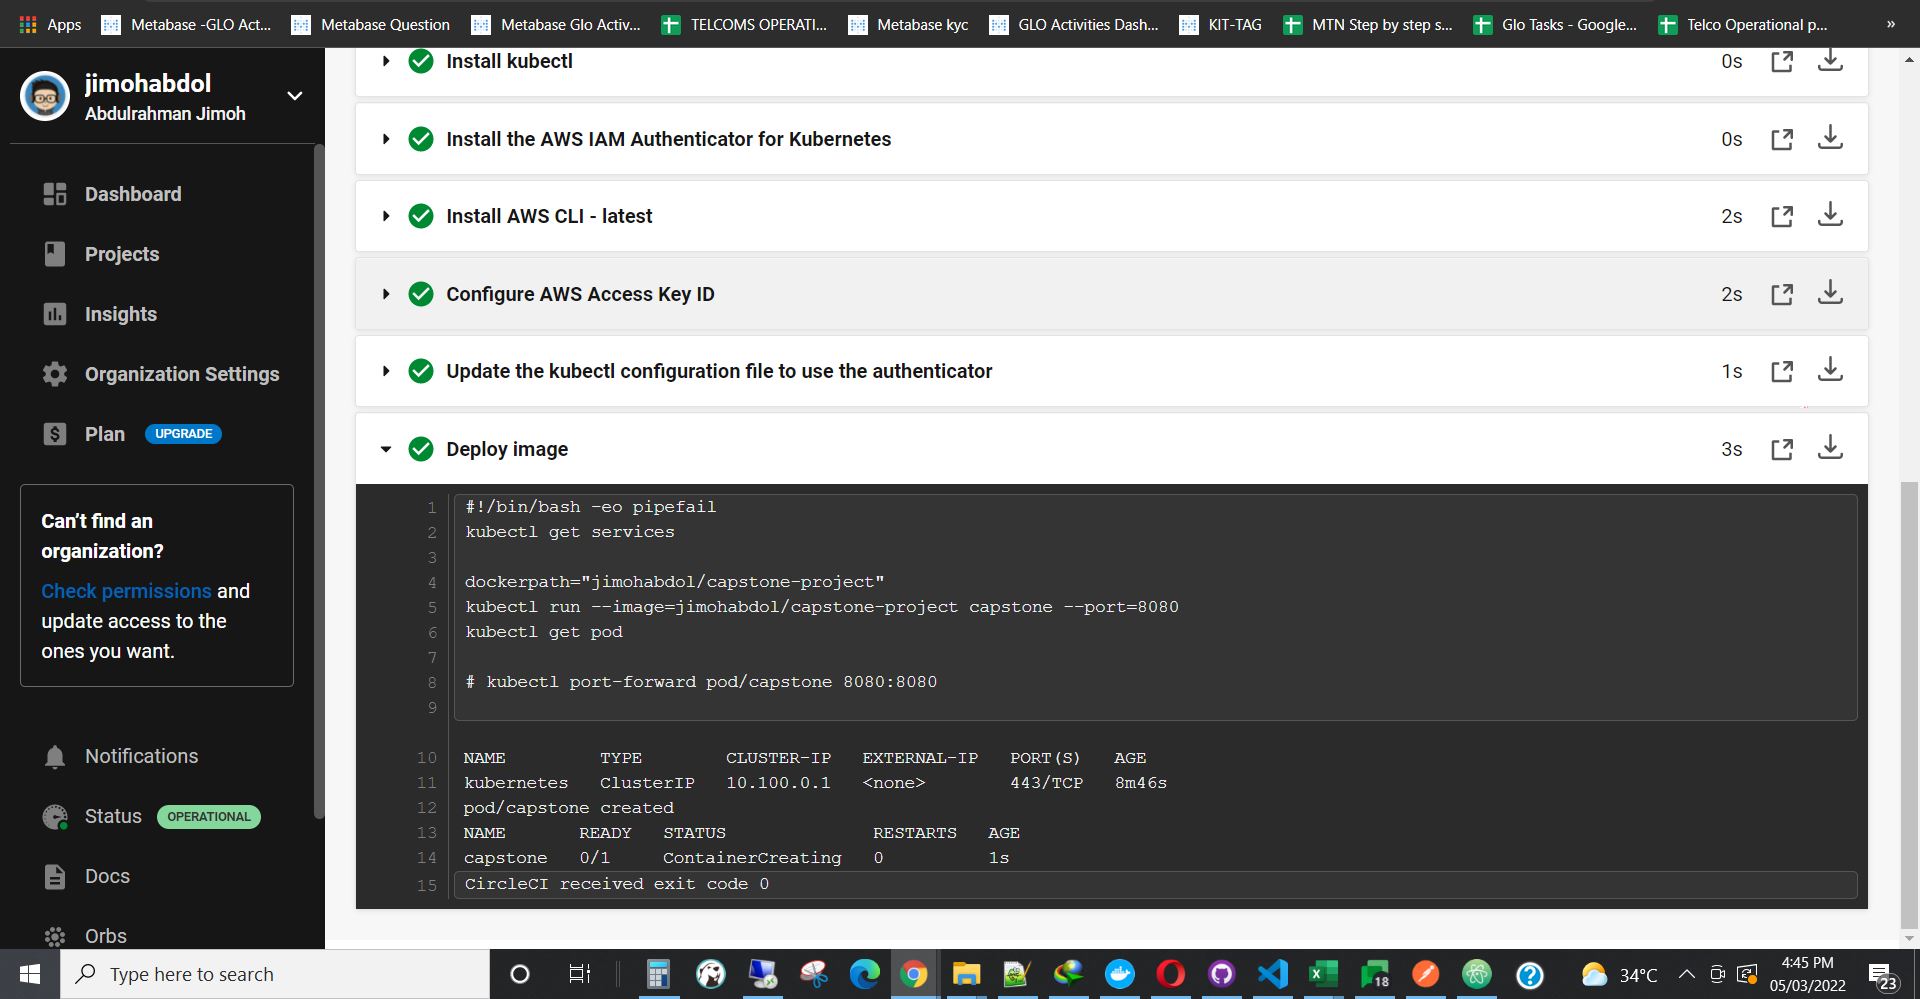 Apps
Metabase -GLO Act...
Metabase Question
Metabase Glo Activ...
TELCOMS OPERATI...
Metabase kyc
GLO Activities Dash...
KIT-TAG
MTN Step by step s...
Glo Tasks - Google...
Telco Operational p...
»
jimohabdol
Abdulrahman Jimoh
Dashboard
Projects
Insights
Organization Settings
Plan UPGRADE
Can't find an
organization?
Check permissions and
update access to the
ones you want.
Notifications
Status OPERATIONAL
Docs
Orbs
Install kubectl 0s
Install the AWS IAM Authenticator for Kubernetes 0s
Install AWS CLI - latest 2s
Configure AWS Access Key ID 2s
Update the kubectl configuration file to use the authenticator 1s
Deploy image 3s
1 #!/bin/bash -eo pipefail
2 kubectl get services
3
4 dockerpath="jimohabdol/capstone-project"
5 kubectl run --image=jimohabdol/capstone-project capstone --port=8080
6 kubectl get pod
7
8 # kubectl port-forward pod/capstone 8080:8080
9
10 NAME TYPE CLUSTER-IP EXTERNAL-IP PORT(S) AGE
11 kubernetes ClusterIP 10.100.0.1 <none> 443/TCP 8m46s
12 pod/capstone created
13 NAME READY STATUS RESTARTS AGE
14 capstone 0/1 ContainerCreating 0 1s
15 CircleCI received exit code 0
Type here to search
18
34°C
4:45 PM
05/03/2022
23